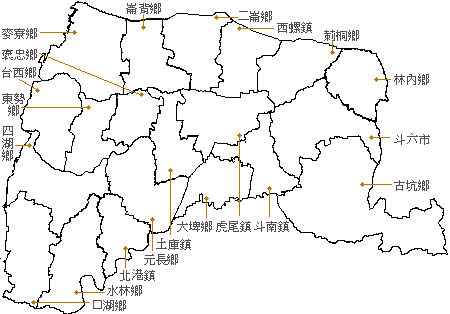 崙背鄉
二崙鄉
西螺鎮
麥寮鄉
莿桐鄉
褒忠鄉
台西鄉
林內鄉
東勢
鄉
四
湖
鄉
斗六市
古坑鄉
大埤鄉
虎尾鎮
斗南鎮
土庫鎮
元長鄉
北港鎮
水林鄉
口湖鄉